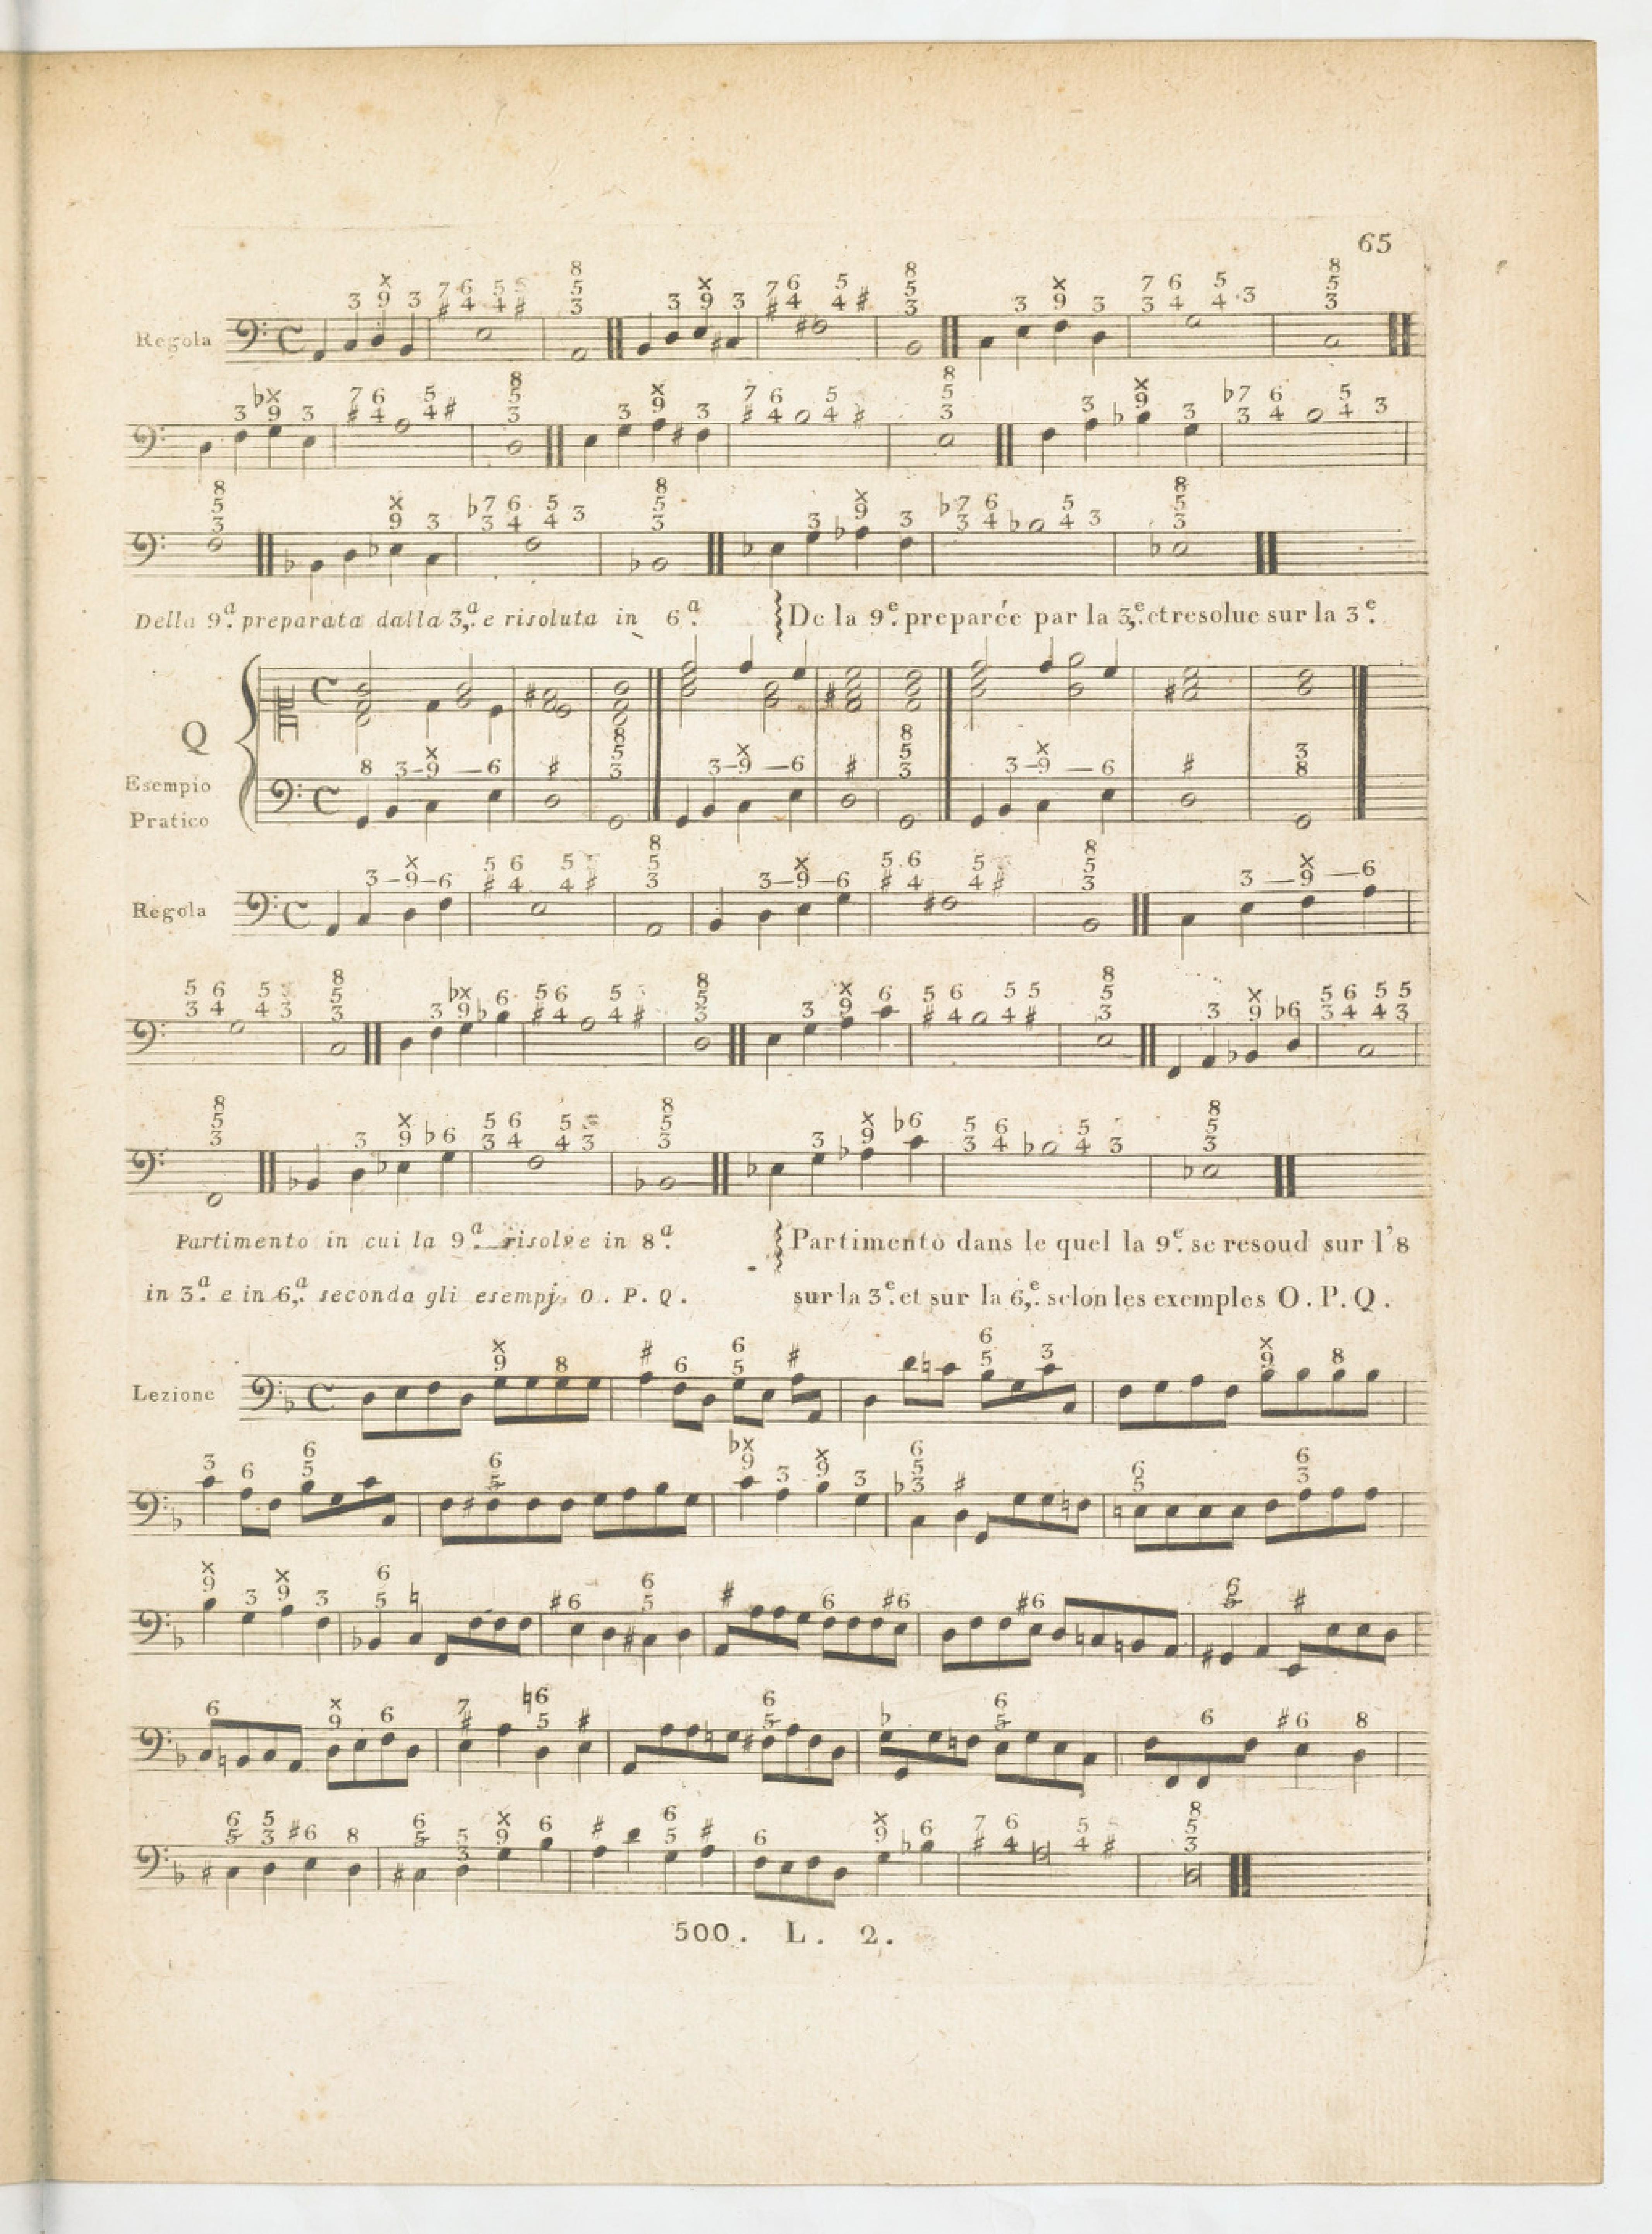 65
Regola
Della 9.ª preparata dalla 3,.ª e risoluta in 6.ª
De la 9.e preparée par la 3,.e et resolue sur la 3.e
Q
Esempio
Pratico
Regola
Partimento in cui la 9.ª risolve in 8.ª
in 3.ª e in 6,.ª seconda gli esempj. O. P. Q.
Partimento dans le quel la 9.e se resoud sur l'8
sur la 3.e et sur la 6,.e selon les exemples O. P. Q.
Lezione
500. L. 2.